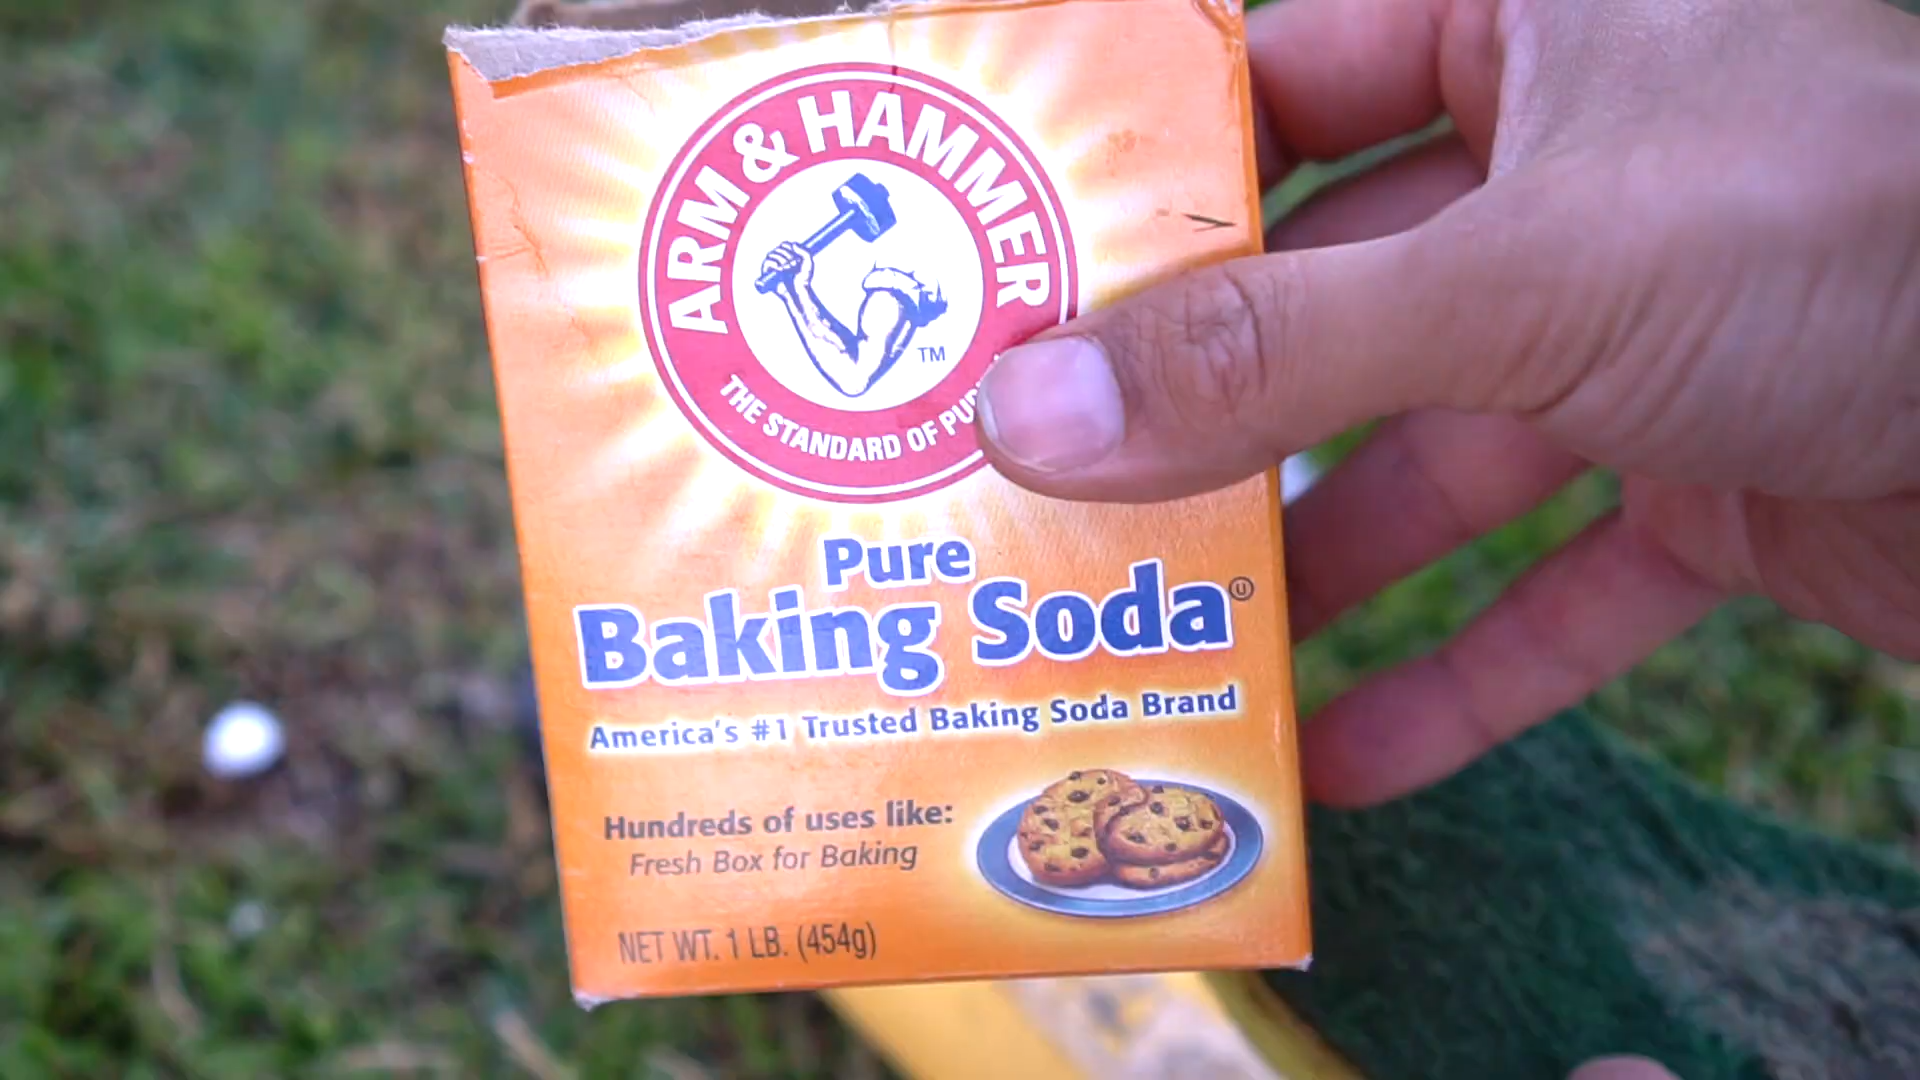 ARM & HAMMER
TM
THE STANDARD OF
Pure
Baking Soda Ⓤ
America's #1 Trusted Baking Soda Brand
Hundreds of uses like:
Fresh Box for Baking
NET WT. 1 LB. (454g)